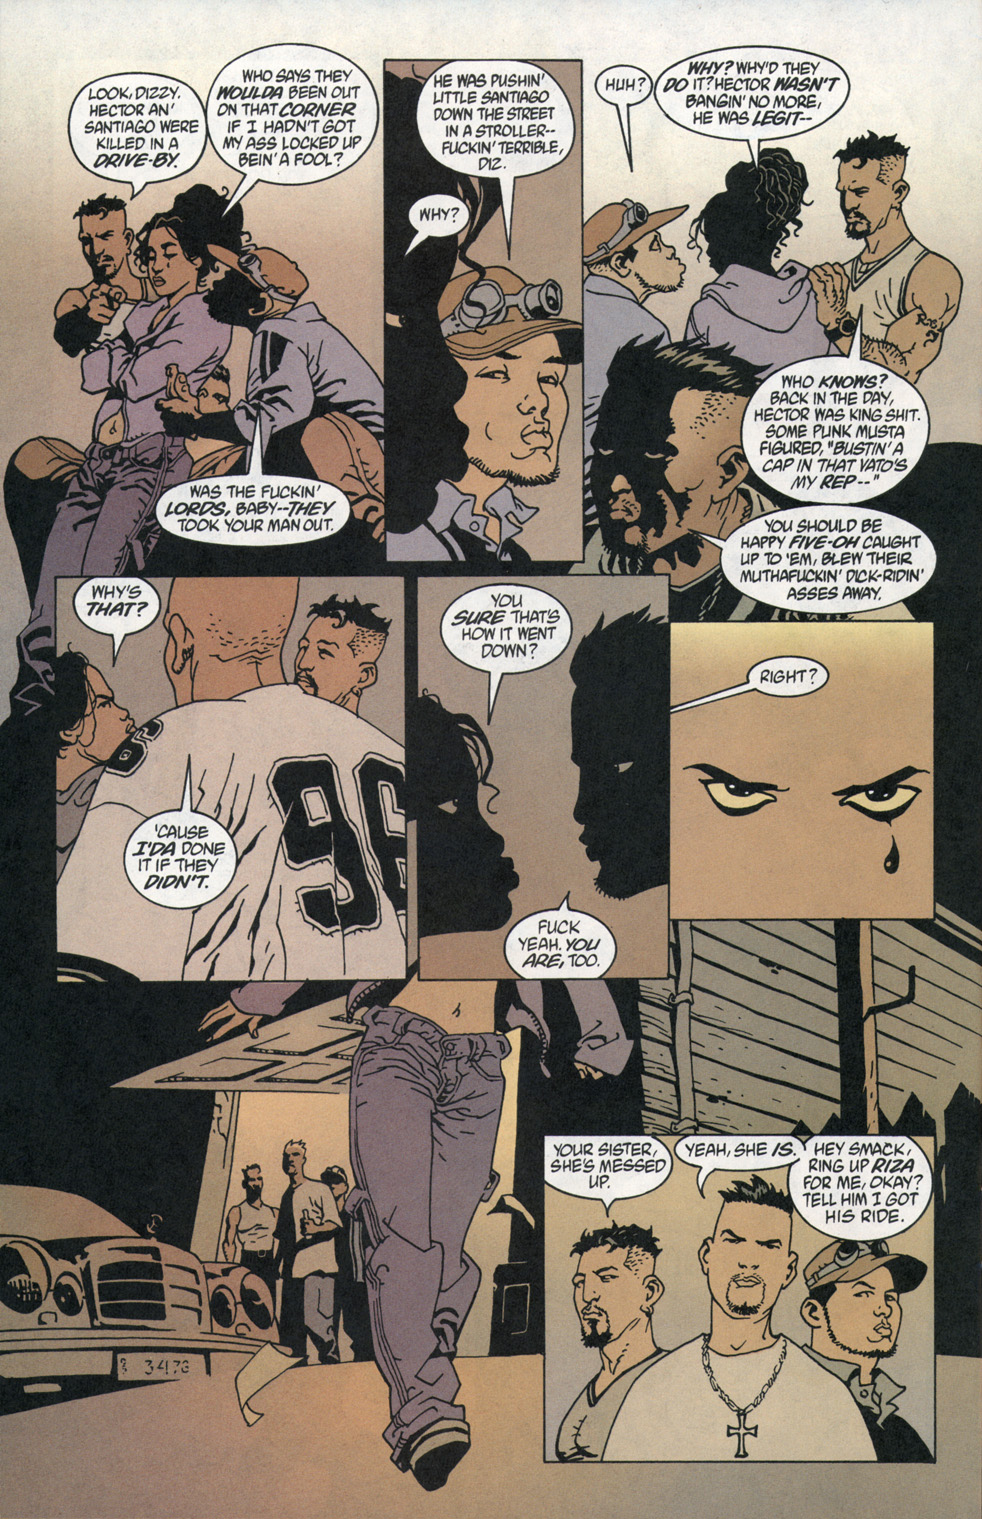 LOOK, DIZZY.
HECTOR AN'
SANTIAGO WERE
KILLED IN A
DRIVE-BY.
WHO SAYS THEY
WOULDA BEEN OUT
ON THAT CORNER
IF I HADN'T GOT
MY ASS LOCKED UP
BEIN' A FOOL?
WAS THE FUCKIN'
LORDS, BABY--THEY
TOOK YOUR MAN OUT.
HE WAS PUSHIN'
LITTLE SANTIAGO
DOWN THE STREET
IN A STROLLER--
FUCKIN' TERRIBLE,
DIZ.
WHY?
HUH?
WHY? WHY'D THEY
DO IT? HECTOR WASN'T
BANGIN' NO MORE,
HE WAS LEGIT--
WHO KNOWS?
BACK IN THE DAY,
HECTOR WAS KING SHIT.
SOME PUNK MUSTA
FIGURED, "BUSTIN' A
CAP IN THAT VATO'S
MY REP--"
YOU SHOULD BE
HAPPY FIVE-OH CAUGHT
UP TO 'EM, BLEW THEIR
MUTHAFUCKIN' DICK-RIDIN'
ASSES AWAY.
WHY'S
THAT?
96
'CAUSE
I'DA DONE
IT IF THEY
DIDN'T.
YOU
SURE THAT'S
HOW IT WENT
DOWN?
FUCK
YEAH. YOU
ARE, TOO.
RIGHT?
YOUR SISTER,
SHE'S MESSED
UP.
YEAH, SHE IS.
HEY SMACK,
RING UP RIZA
FOR ME, OKAY?
TELL HIM I GOT
HIS RIDE.